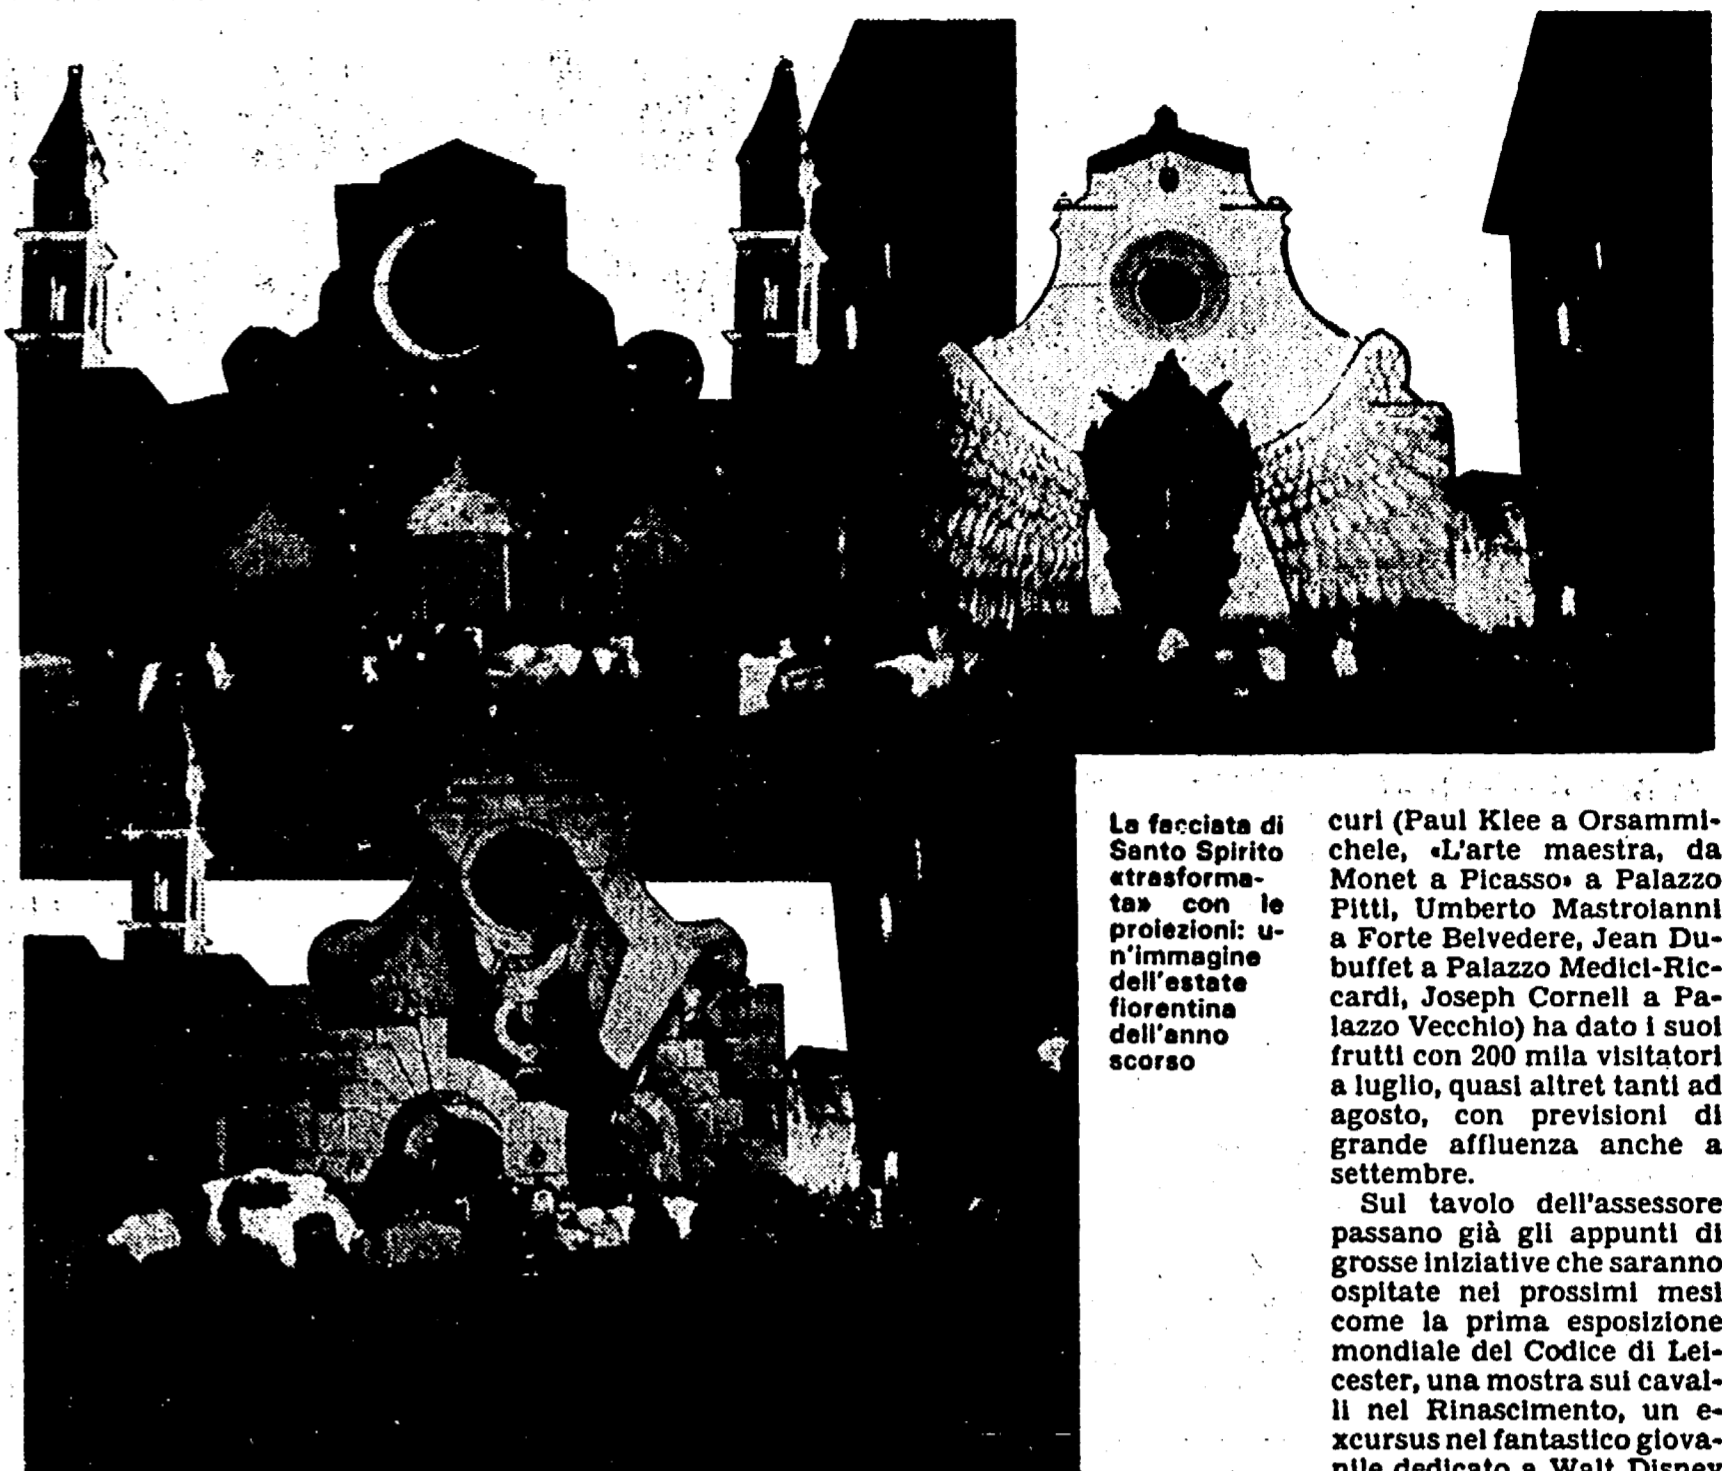 La facciata di
Santo Spirito
«trasforma-
ta» con le
proiezioni: u-
n'immagine
dell'estate
fiorentina
dell'anno
scorso
curi (Paul Klee a Orsammi-
chele, «L'arte maestra, da
Monet a Picasso» a Palazzo
Pitti, Umberto Mastroianni
a Forte Belvedere, Jean Du-
buffet a Palazzo Medici-Ric-
cardi, Joseph Cornell a Pa-
lazzo Vecchio) ha dato i suoi
frutti con 200 mila visitatori
a luglio, quasi altret tanti ad
agosto, con previsioni di
grande affluenza anche a
settembre.
Sul tavolo dell'assessore
passano già gli appunti di
grosse iniziative che saranno
ospitate nei prossimi mesi
come la prima esposizione
mondiale del Codice di Lei-
cester, una mostra sui caval-
li nel Rinascimento, un e-
xcursus nel fantastico giova-
nile dedicato a Walt Disney